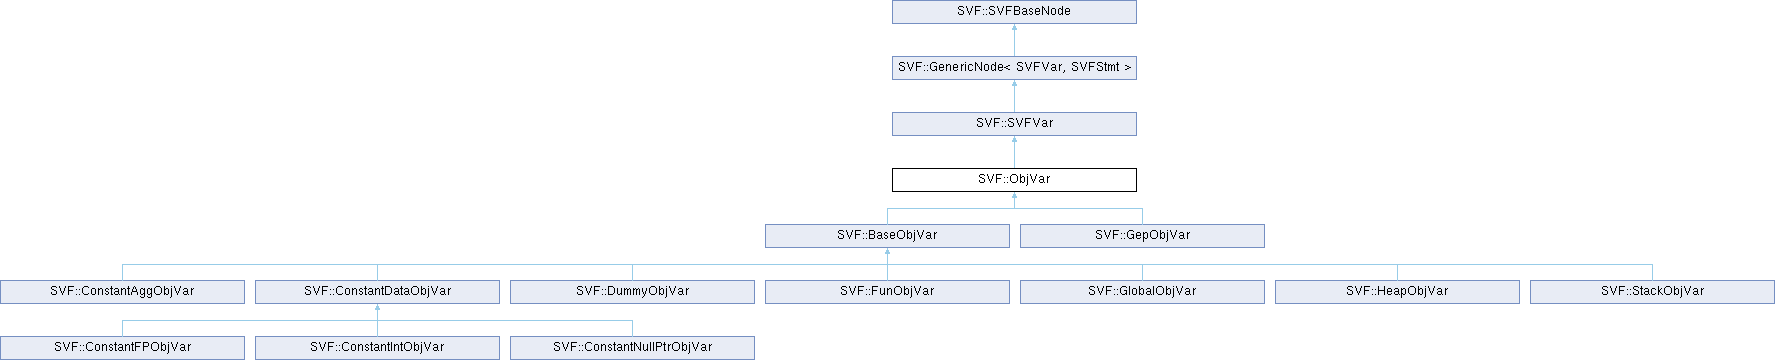 SVF::SVFBaseNode
SVF::GenericNode< SVFVar, SVFStmt >
SVF::SVFVar
SVF::ObjVar
SVF::BaseObjVar
SVF::GepObjVar
SVF::ConstantAggObjVar
SVF::ConstantDataObjVar
SVF::DummyObjVar
SVF::FunObjVar
SVF::GlobalObjVar
SVF::HeapObjVar
SVF::StackObjVar
SVF::ConstantFPObjVar
SVF::ConstantIntObjVar
SVF::ConstantNullPtrObjVar